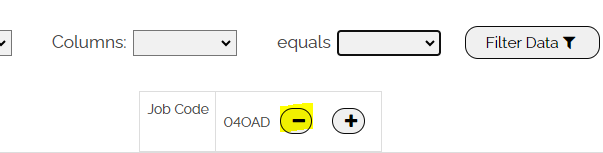 Columns: equals Filter Data
Job Code 04OAD − +